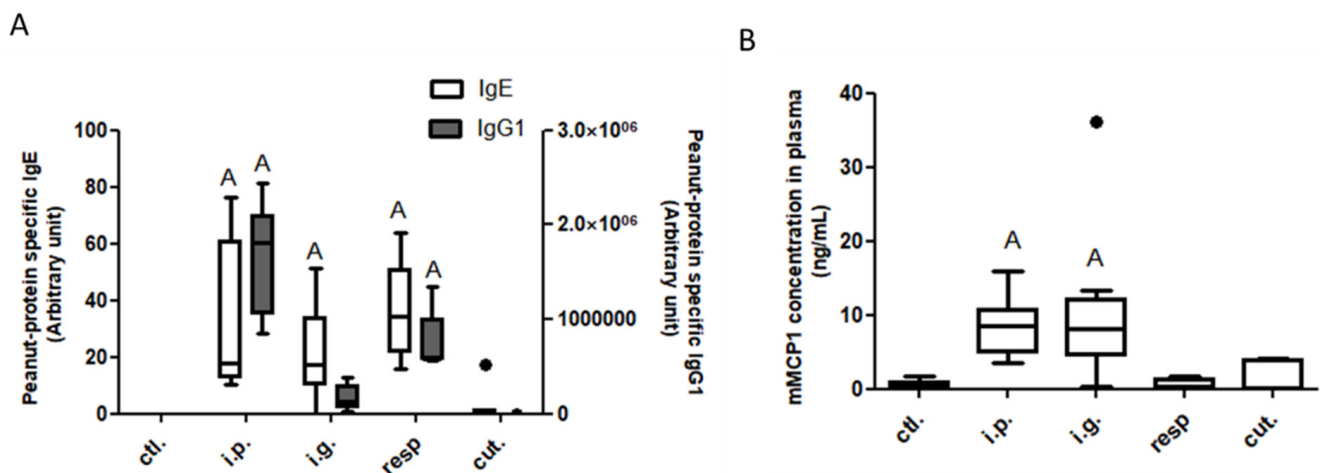 A
IgE
IgG1
Peanut-protein specific IgE
(Arbitrary unit)
100
80
60
40
20
0
A
A
A
A
A
3.0×10⁰⁶
2.0×10⁰⁶
1000000
0
Peanut-protein specific IgG1
(Arbitrary unit)
ctl.
i.p.
i.g.
resp
cut.
B
mMCP1 concentration in plasma
(ng/mL)
40
30
20
10
0
A
A
ctl.
i.p.
i.g.
resp
cut.